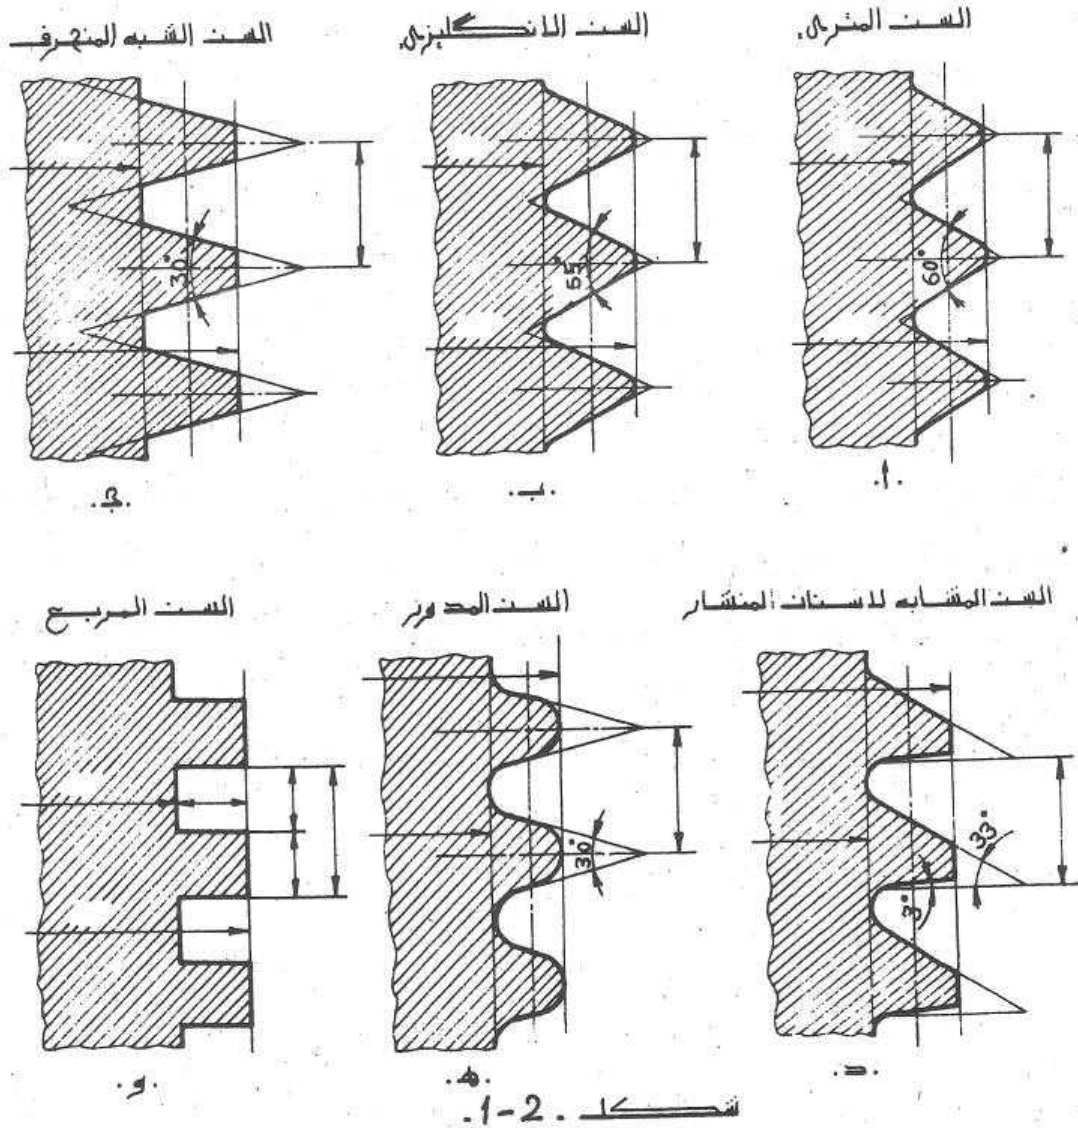 السن المتري.
السن الانكليزي.
السن الشبه المنحرف
60°
55°
30°
.أ.
.ب.
.ج.
السن المشابه لاسنان المنشار
السن المدور
السن المربع
33°
3°
30°
.د.
.ه.
.و.
شكل .2-1.